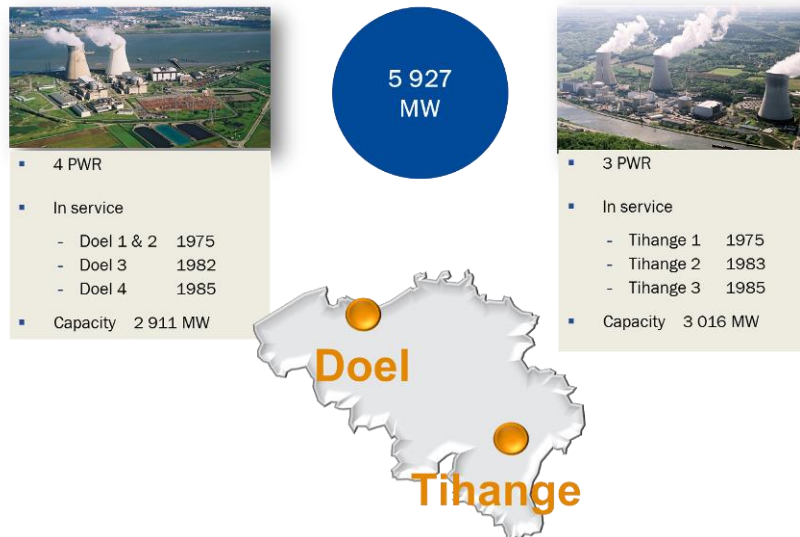 5 927
MW
4 PWR
In service
- Doel 1 & 2 1975
- Doel 3 1982
- Doel 4 1985
Capacity 2 911 MW
3 PWR
In service
- Tihange 1 1975
- Tihange 2 1983
- Tihange 3 1985
Capacity 3 016 MW
Doel
Tihange